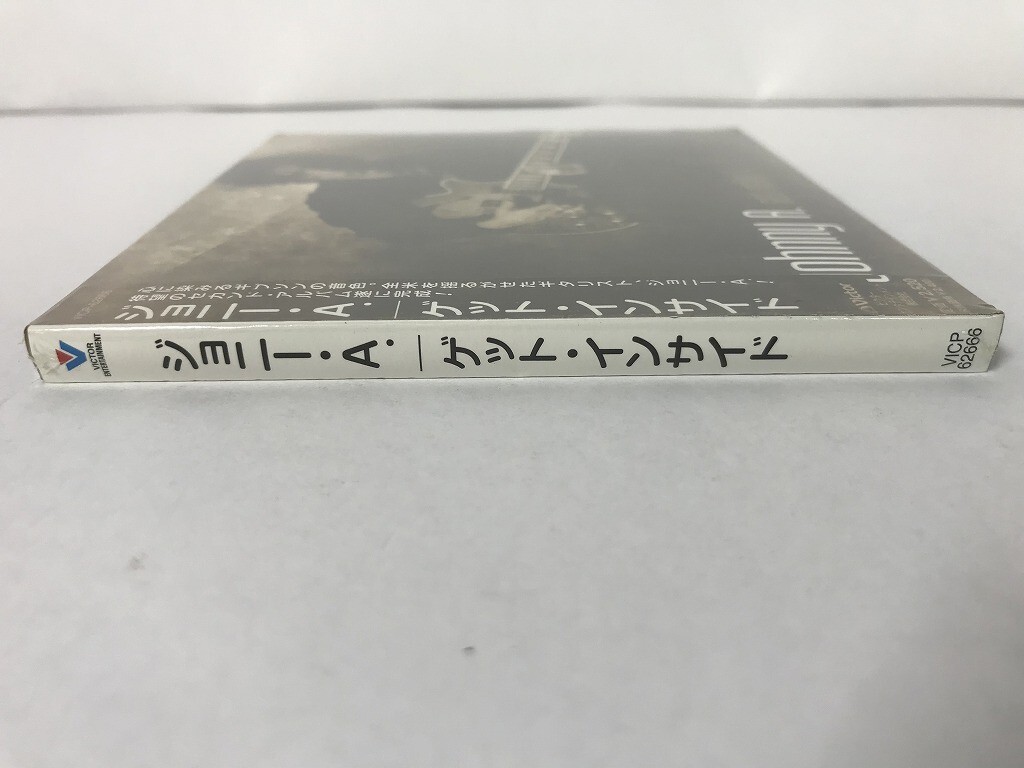 Johnny A.
心に染みるギブソンの音色。全米を揺るがせたギタリスト、ジョニー・A.！
待望のセカンド・アルバム遂に完成！
ジョニー・A.／ゲット・インサイド
VICTOR
ENTERTAINMENT
ジョニー・A.／ゲット・インサイド
VICP
62666